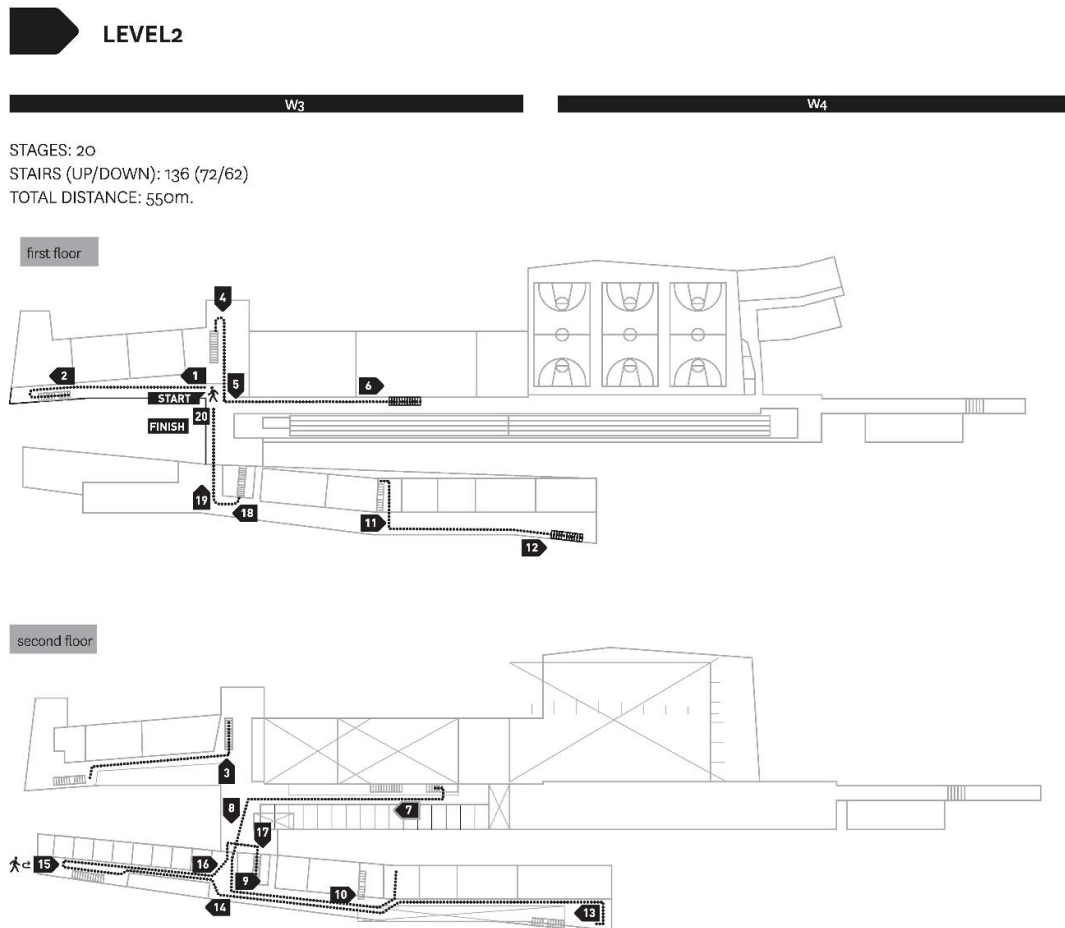 LEVEL2
W3
W4
STAGES: 20
STAIRS (UP/DOWN): 136 (72/62)
TOTAL DISTANCE: 550m.
first floor
4
2
1
5
6
START
20
FINISH
19
18
11
12
second floor
3
8
7
17
15
16
9
10
14
13